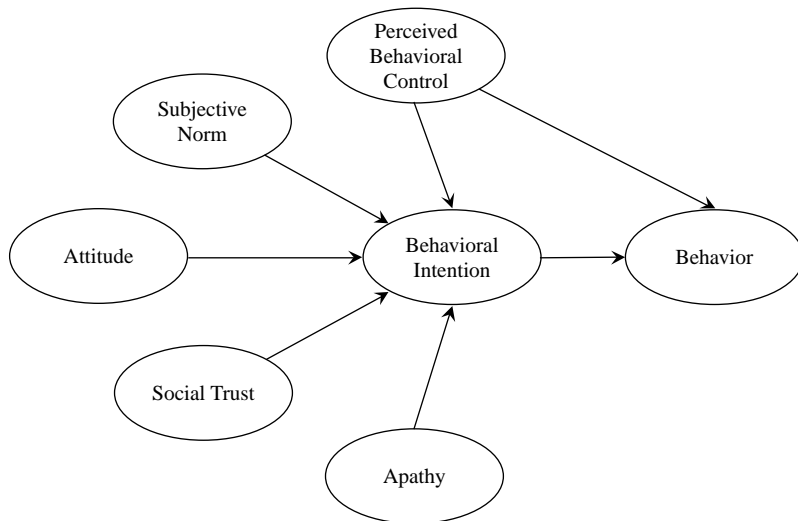 Perceived
Behavioral
Control
Subjective
Norm
Attitude
Behavioral
Intention
Behavior
Social Trust
Apathy